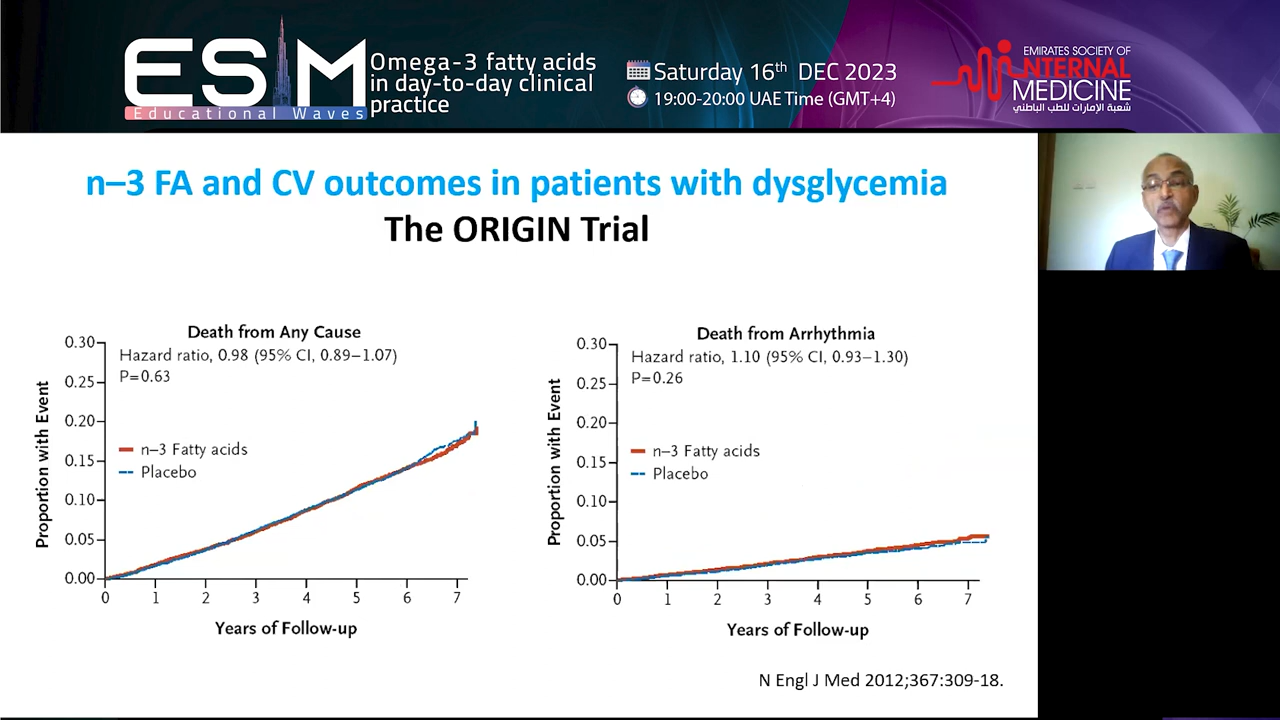 ESIM
Educational Waves
Omega-3 fatty acids
in day-to-day clinical
practice
Saturday 16th DEC 2023
19:00-20:00 UAE Time (GMT+4)
EMIRATES SOCIETY OF
INTERNAL
MEDICINE
شعبة الإمارات للطب الباطني
n–3 FA and CV outcomes in patients with dysglycemia
The ORIGIN Trial
Death from Any Cause
Hazard ratio, 0.98 (95% CI, 0.89–1.07)
P=0.63
Proportion with Event
0.30
0.25
0.20
0.15
0.10
0.05
0.00
n–3 Fatty acids
Placebo
0 1 2 3 4 5 6 7
Years of Follow-up
Death from Arrhythmia
Hazard ratio, 1.10 (95% CI, 0.93–1.30)
P=0.26
Proportion with Event
0.30
0.25
0.20
0.15
0.10
0.05
0.00
n–3 Fatty acids
Placebo
0 1 2 3 4 5 6 7
Years of Follow-up
N Engl J Med 2012;367:309-18.